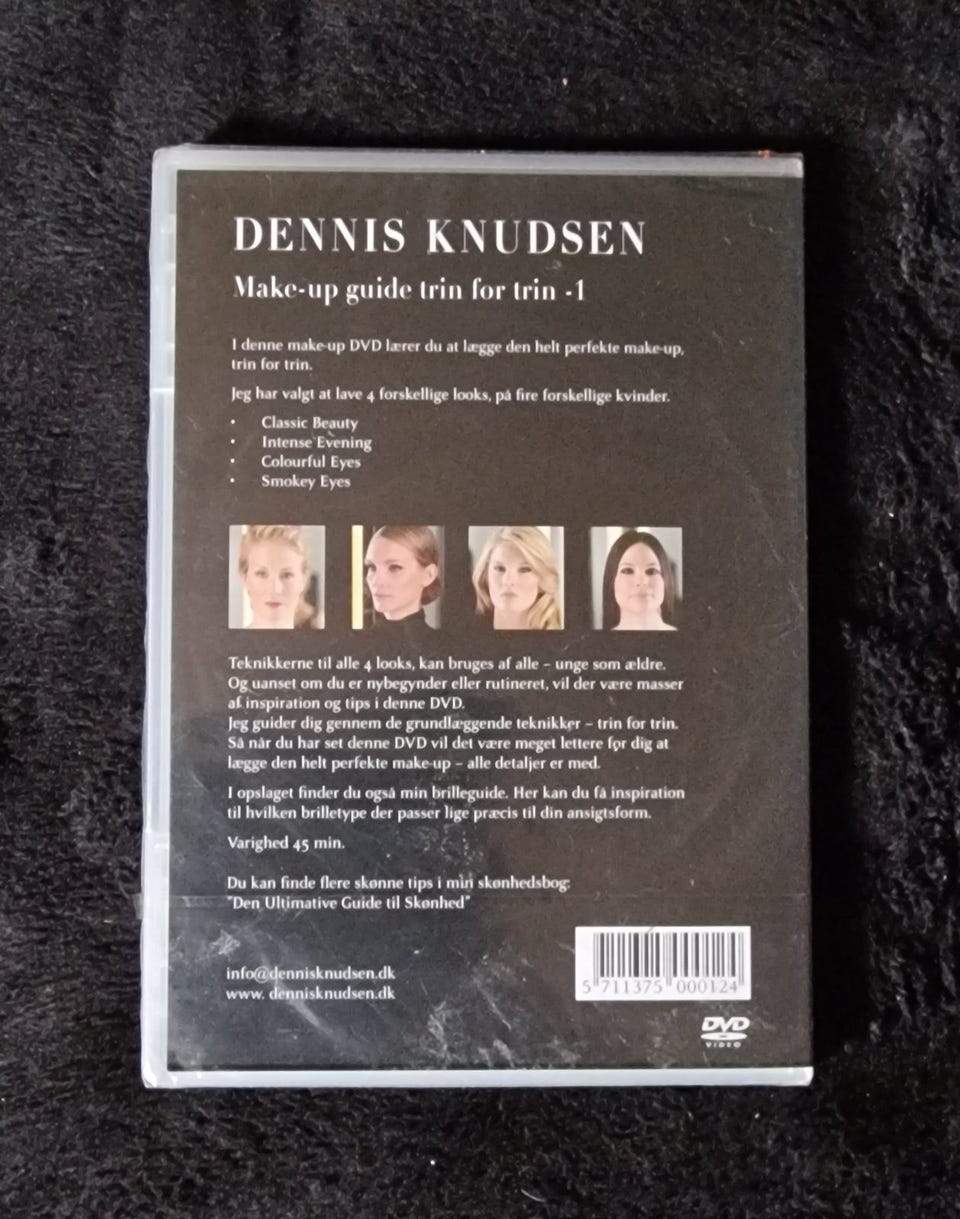 DENNIS KNUDSEN
Make-up guide trin for trin -1
I denne make-up DVD lærer du at lægge den helt perfekte make-up,
trin for trin.
Jeg har valgt at lave 4 forskellige looks, på fire forskellige kvinder.
• Classic Beauty
• Intense Evening
• Colourful Eyes
• Smokey Eyes
Teknikkerne til alle 4 looks, kan bruges af alle – unge som ældre.
Og uanset om du er nybegynder eller rutineret, vil der være masser
af inspiration og tips i denne DVD.
Jeg guider dig gennem de grundlæggende teknikker – trin for trin.
Så når du har set denne DVD vil det være meget lettere før dig at
lægge den helt perfekte make-up – alle detaljer er med.
I opslaget finder du også min brilleguide. Her kan du få inspiration
til hvilken brilletype der passer lige præcis til din ansigtsform.
Varighed 45 min.
Du kan finde flere skønne tips i min skønhedsbog:
"Den Ultimative Guide til Skønhed"
info@dennisknudsen.dk
www. dennisknudsen.dk
5 711375 000124
DVD
VIDEO